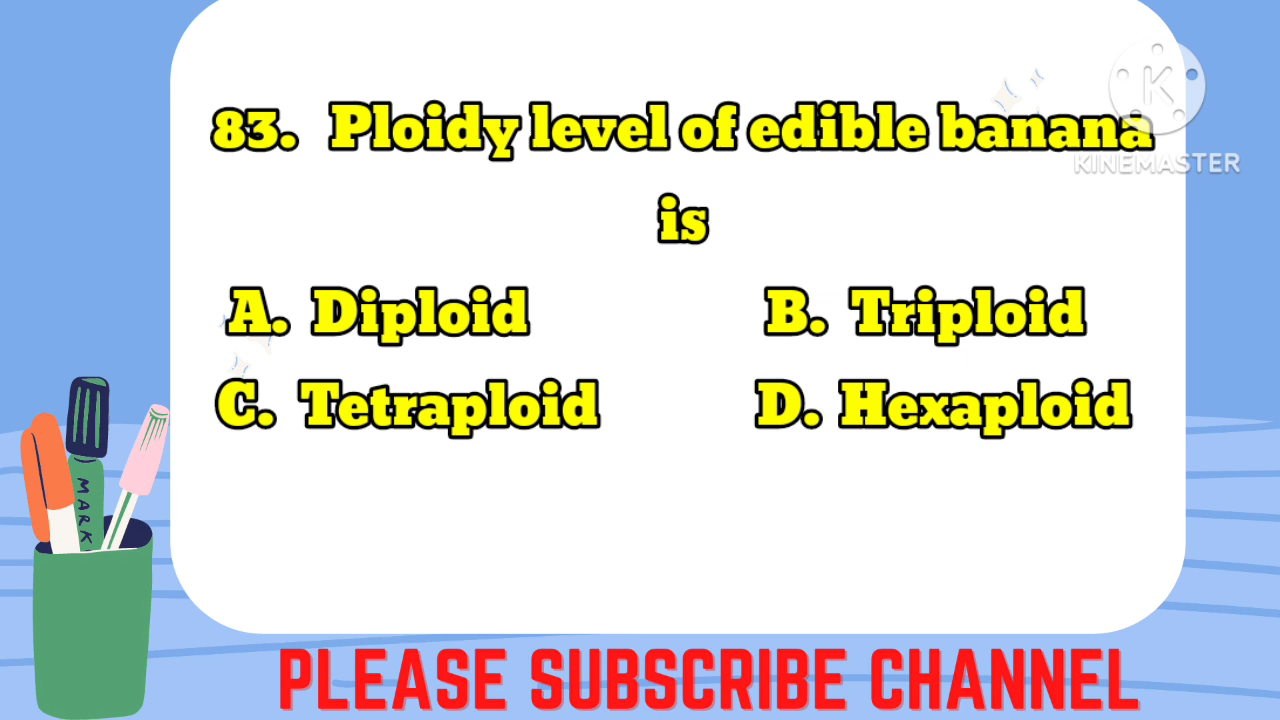 83. Ploidy level of edible banana
is
A. Diploid B. Triploid
C. Tetraploid D. Hexaploid
K
KINEMASTER
MARK
PLEASE SUBSCRIBE CHANNEL